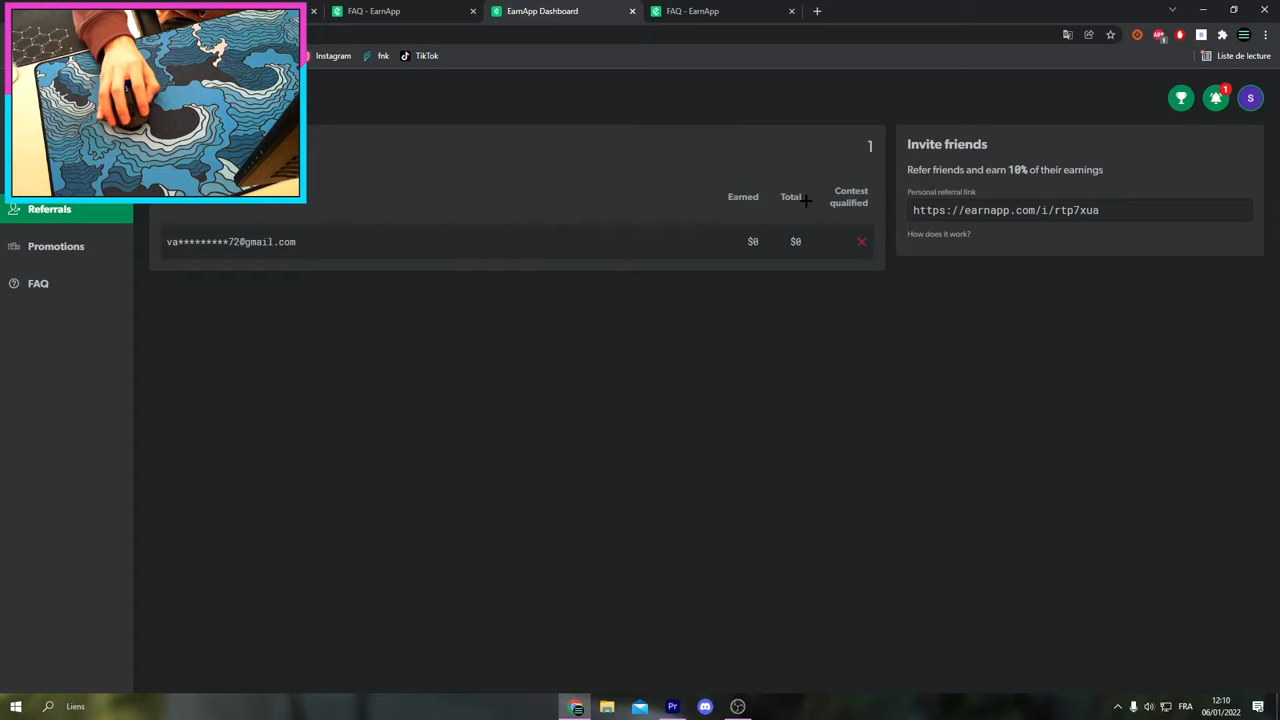 FAQ - EarnApp
EarnApp Dashboard
FAQ - EarnApp
Instagram
fnk
TikTok
Liste de lecture
1
S
1
Invite friends
Refer friends and earn 10% of their earnings
Personal referral link
https://earnapp.com/i/rtp7xua
How does it work?
Earned
Total
Contest
qualified
va*********72@gmail.com
$0
$0
Referrals
Promotions
FAQ
Liens
Pr
FRA
12:10
06/01/2022